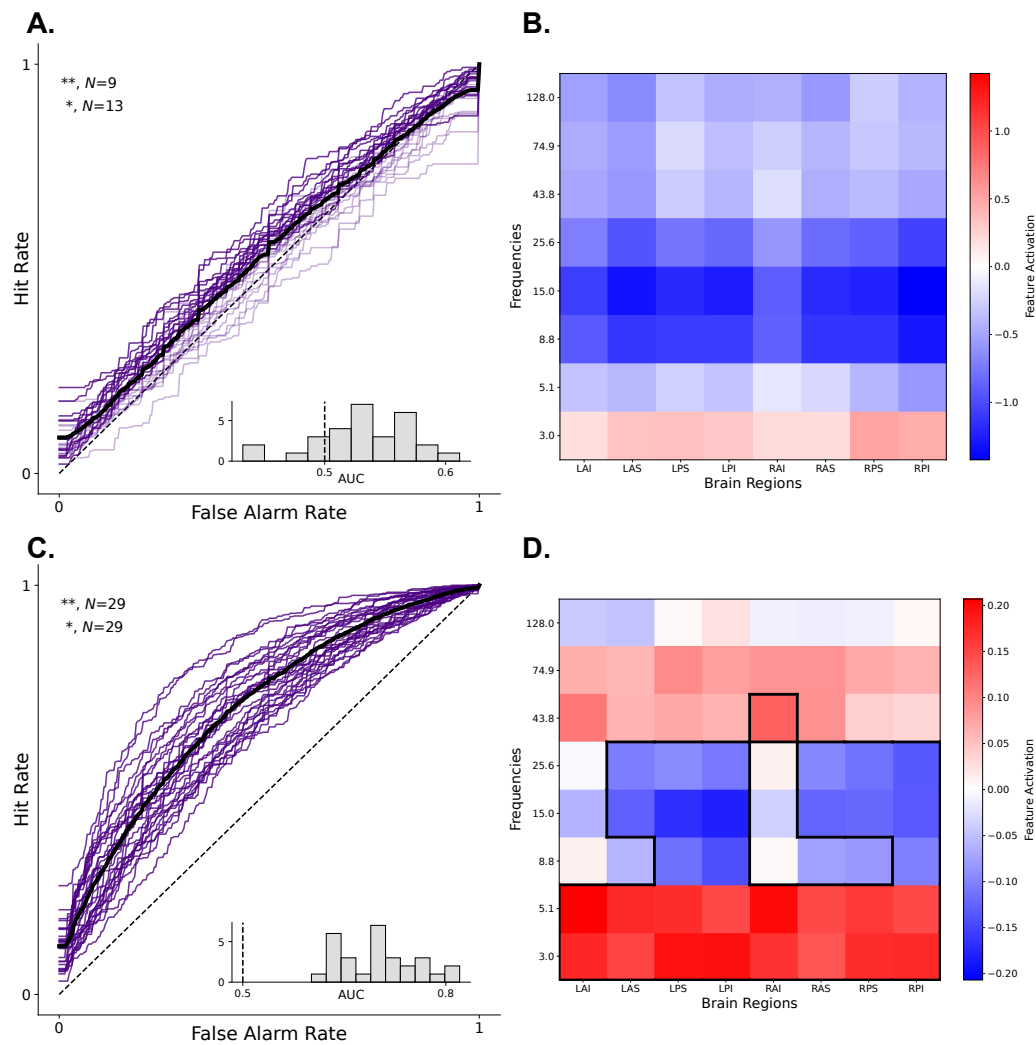 A.
1
**, N=9
*, N=13
Hit Rate
0
5
0
0.5
0.6
AUC
0
1
False Alarm Rate
B.
128.0
74.9
43.8
25.6
15.0
8.8
5.1
3.0
Frequencies
LAI LAS LPS LPI RAI RAS RPS RPI
Brain Regions
1.0
0.5
0.0
−0.5
−1.0
Feature Activation
C.
1
**, N=29
*, N=29
Hit Rate
0
5
0
0.5
0.8
AUC
0
1
False Alarm Rate
D.
128.0
74.9
43.8
25.6
15.0
8.8
5.1
3.0
Frequencies
LAI LAS LPS LPI RAI RAS RPS RPI
Brain Regions
0.20
0.15
0.10
0.05
0.00
−0.05
−0.10
−0.15
−0.20
Feature Activation